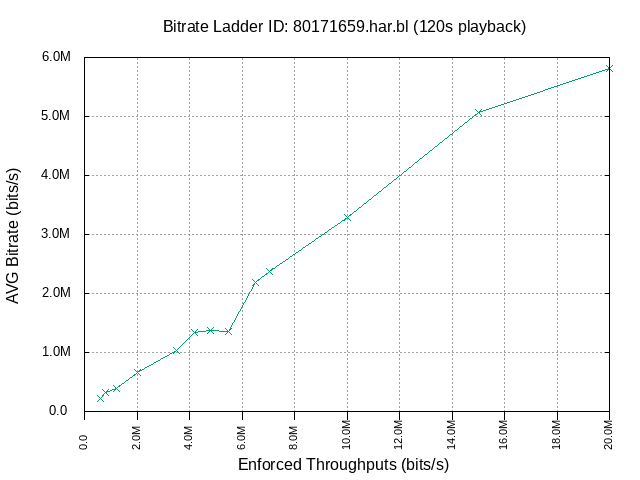 Bitrate Ladder ID: 80171659.har.bl (120s playback)
6.0M
5.0M
4.0M
3.0M
2.0M
1.0M
0.0
AVG Bitrate (bits/s)
0.0 2.0M 4.0M 6.0M 8.0M 10.0M 12.0M 14.0M 16.0M 18.0M 20.0M
Enforced Throughputs (bits/s)